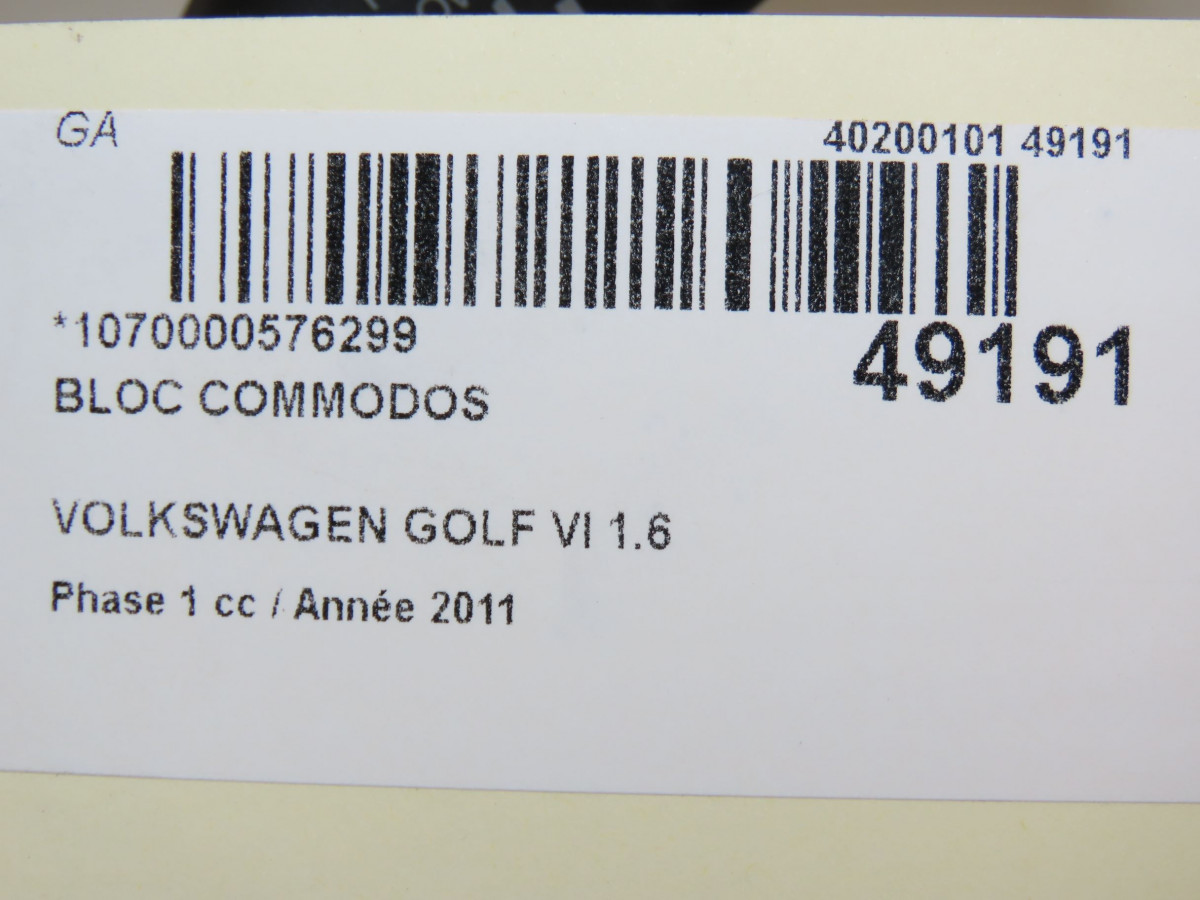 GA
40200101 49191
*1070000576299
49191
BLOC COMMODOS
VOLKSWAGEN GOLF VI 1.6
Phase 1 cc / Année 2011